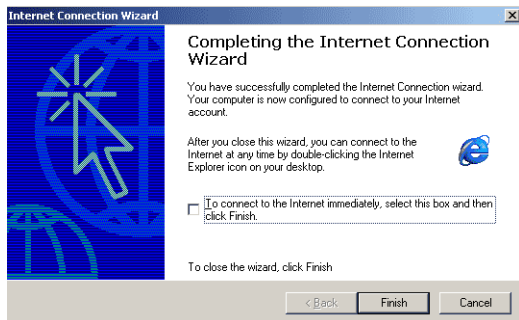 Internet Connection Wizard
Completing the Internet Connection
Wizard
You have successfully completed the Internet Connection wizard.
Your computer is now configured to connect to your Internet
account.
After you close this wizard, you can connect to the
Internet at any time by double-clicking the Internet
Explorer icon on your desktop.
To connect to the Internet immediately, select this box and then
click Finish.
To close the wizard, click Finish
< Back
Finish
Cancel